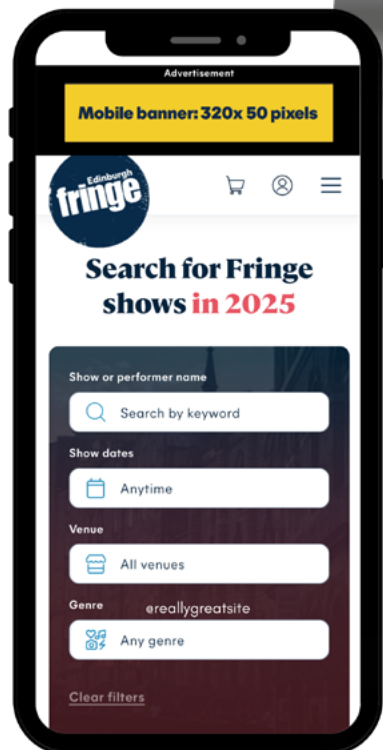 Advertisement
Mobile banner: 320x 50 pixels
Edinburgh
fringe
Search for Fringe
shows in 2025
Show or performer name
Search by keyword
Show dates
Anytime
Venue
All venues
Genre
@reallygreatsite
Any genre
Clear filters